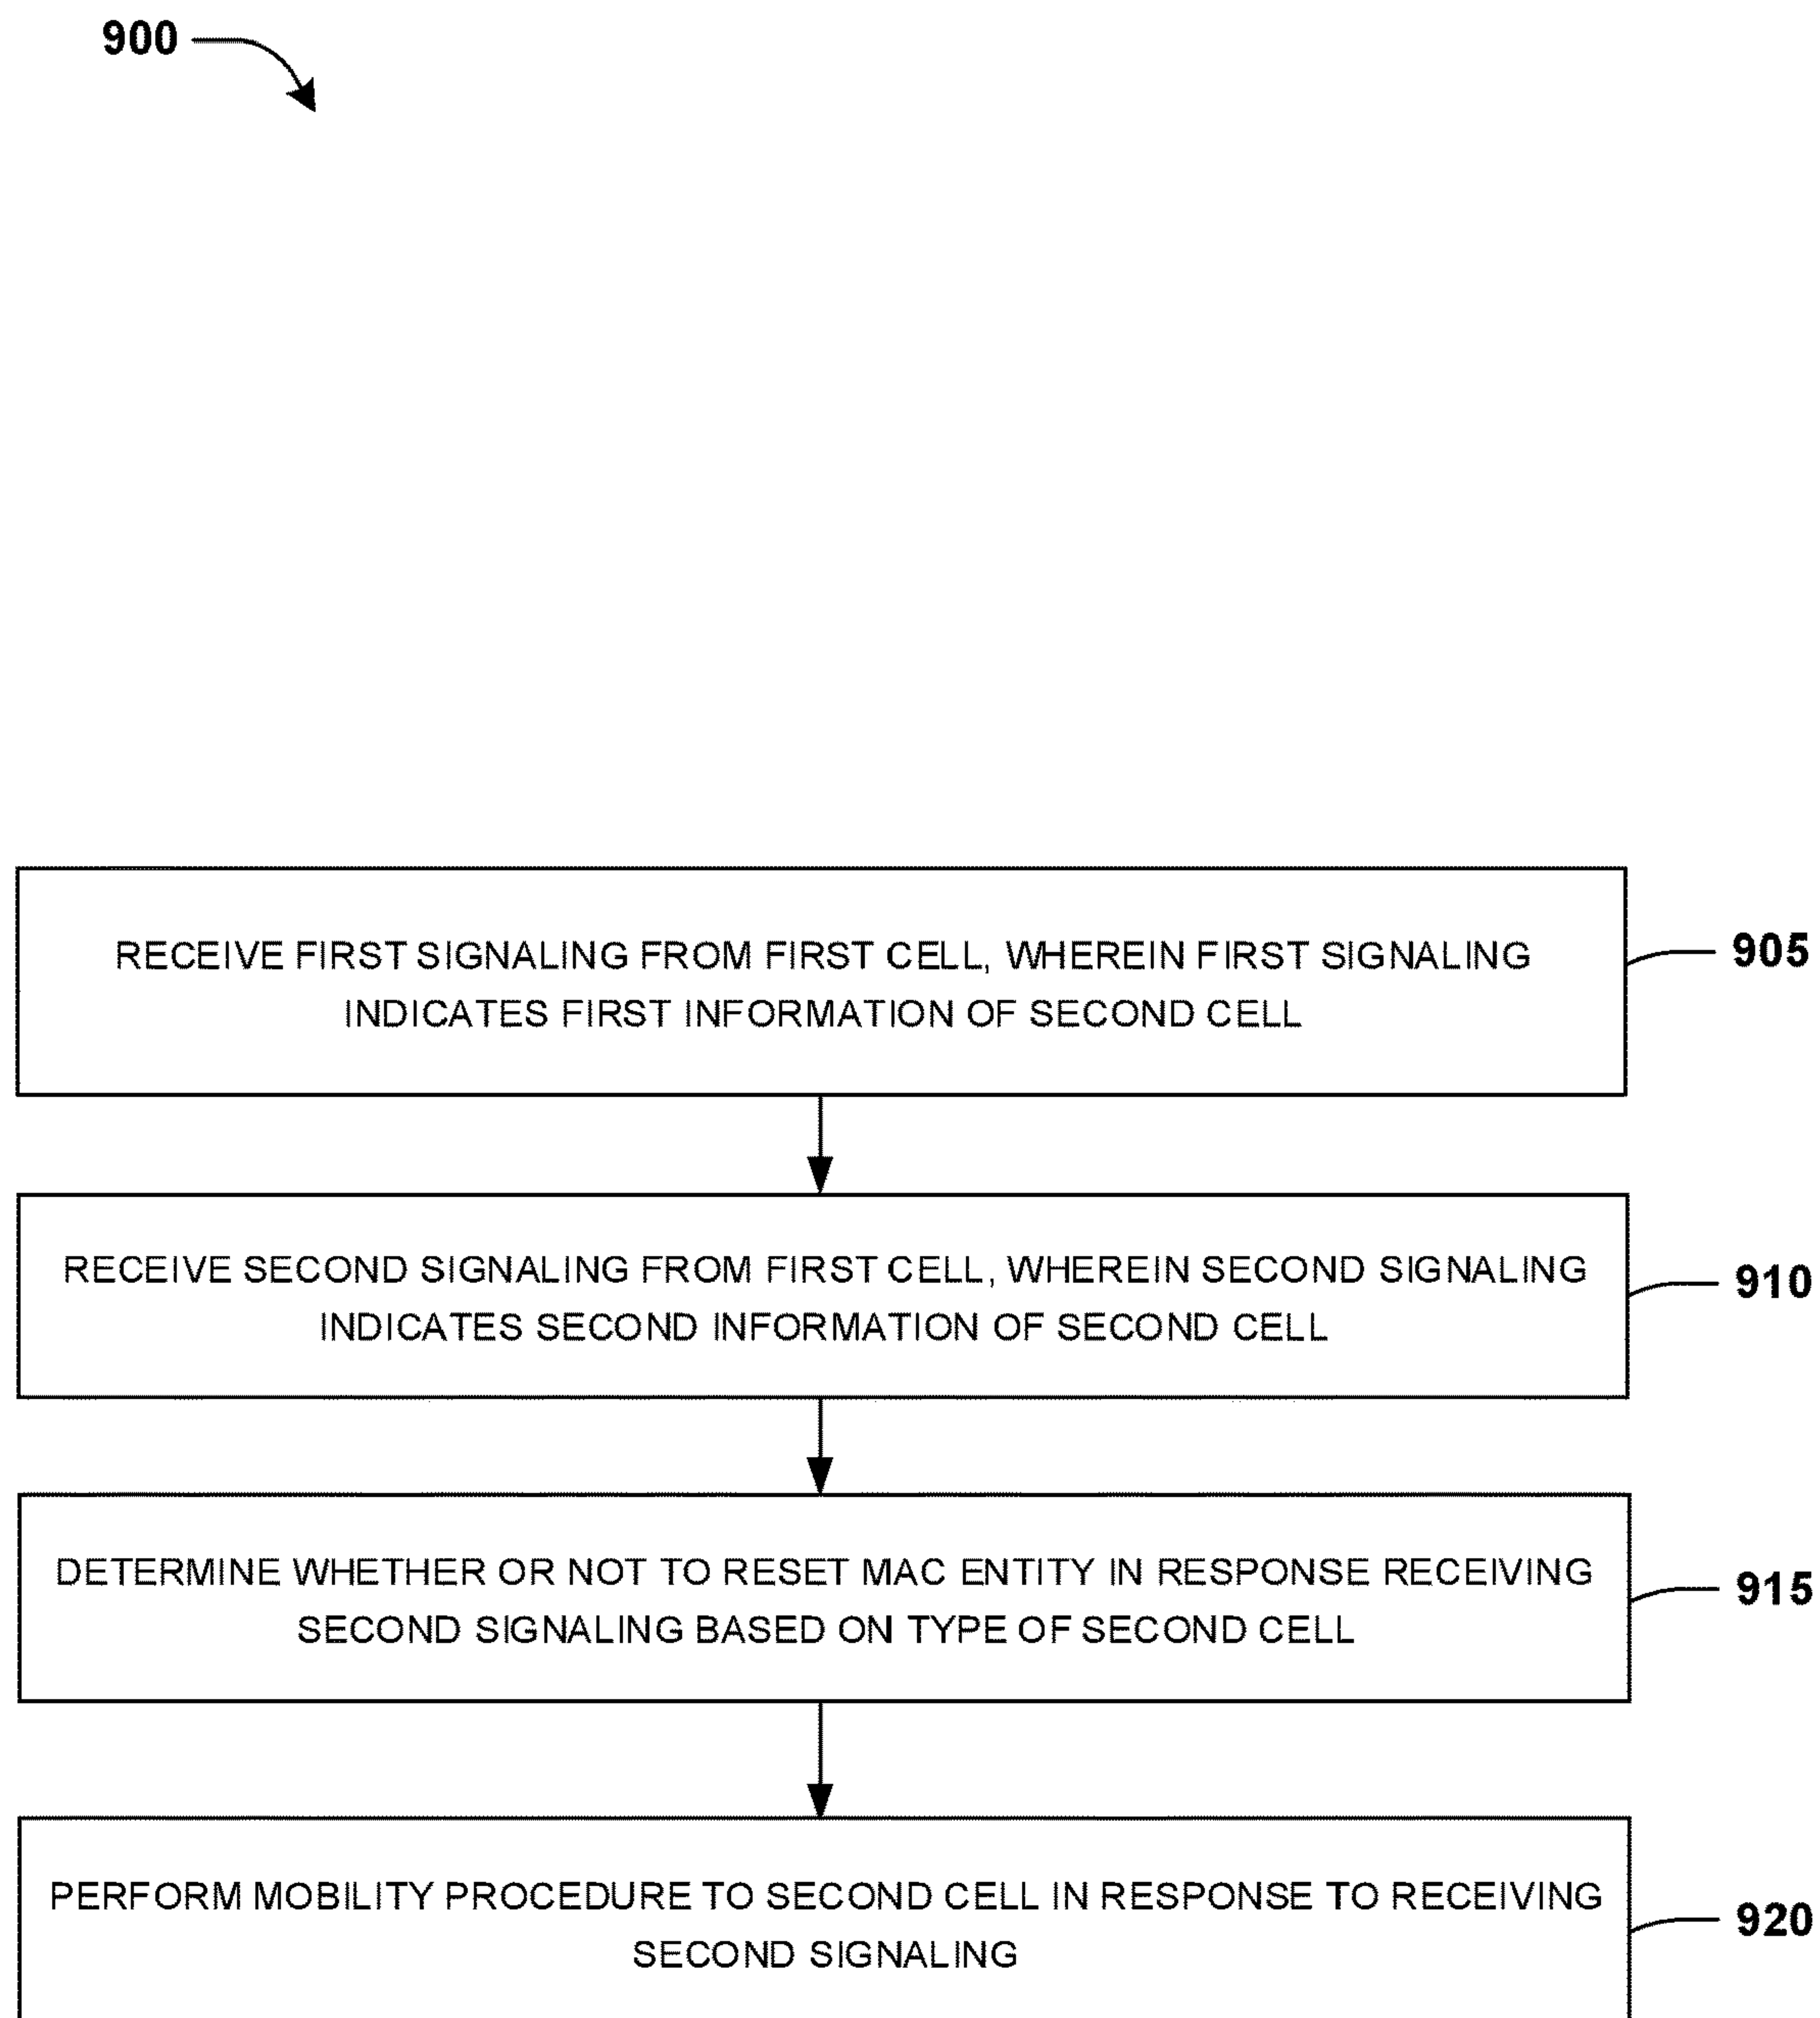 900
RECEIVE FIRST SIGNALING FROM FIRST CELL, WHEREIN FIRST SIGNALING
INDICATES FIRST INFORMATION OF SECOND CELL
905
RECEIVE SECOND SIGNALING FROM FIRST CELL, WHEREIN SECOND SIGNALING
INDICATES SECOND INFORMATION OF SECOND CELL
910
DETERMINE WHETHER OR NOT TO RESET MAC ENTITY IN RESPONSE RECEIVING
SECOND SIGNALING BASED ON TYPE OF SECOND CELL
915
PERFORM MOBILITY PROCEDURE TO SECOND CELL IN RESPONSE TO RECEIVING
SECOND SIGNALING
920